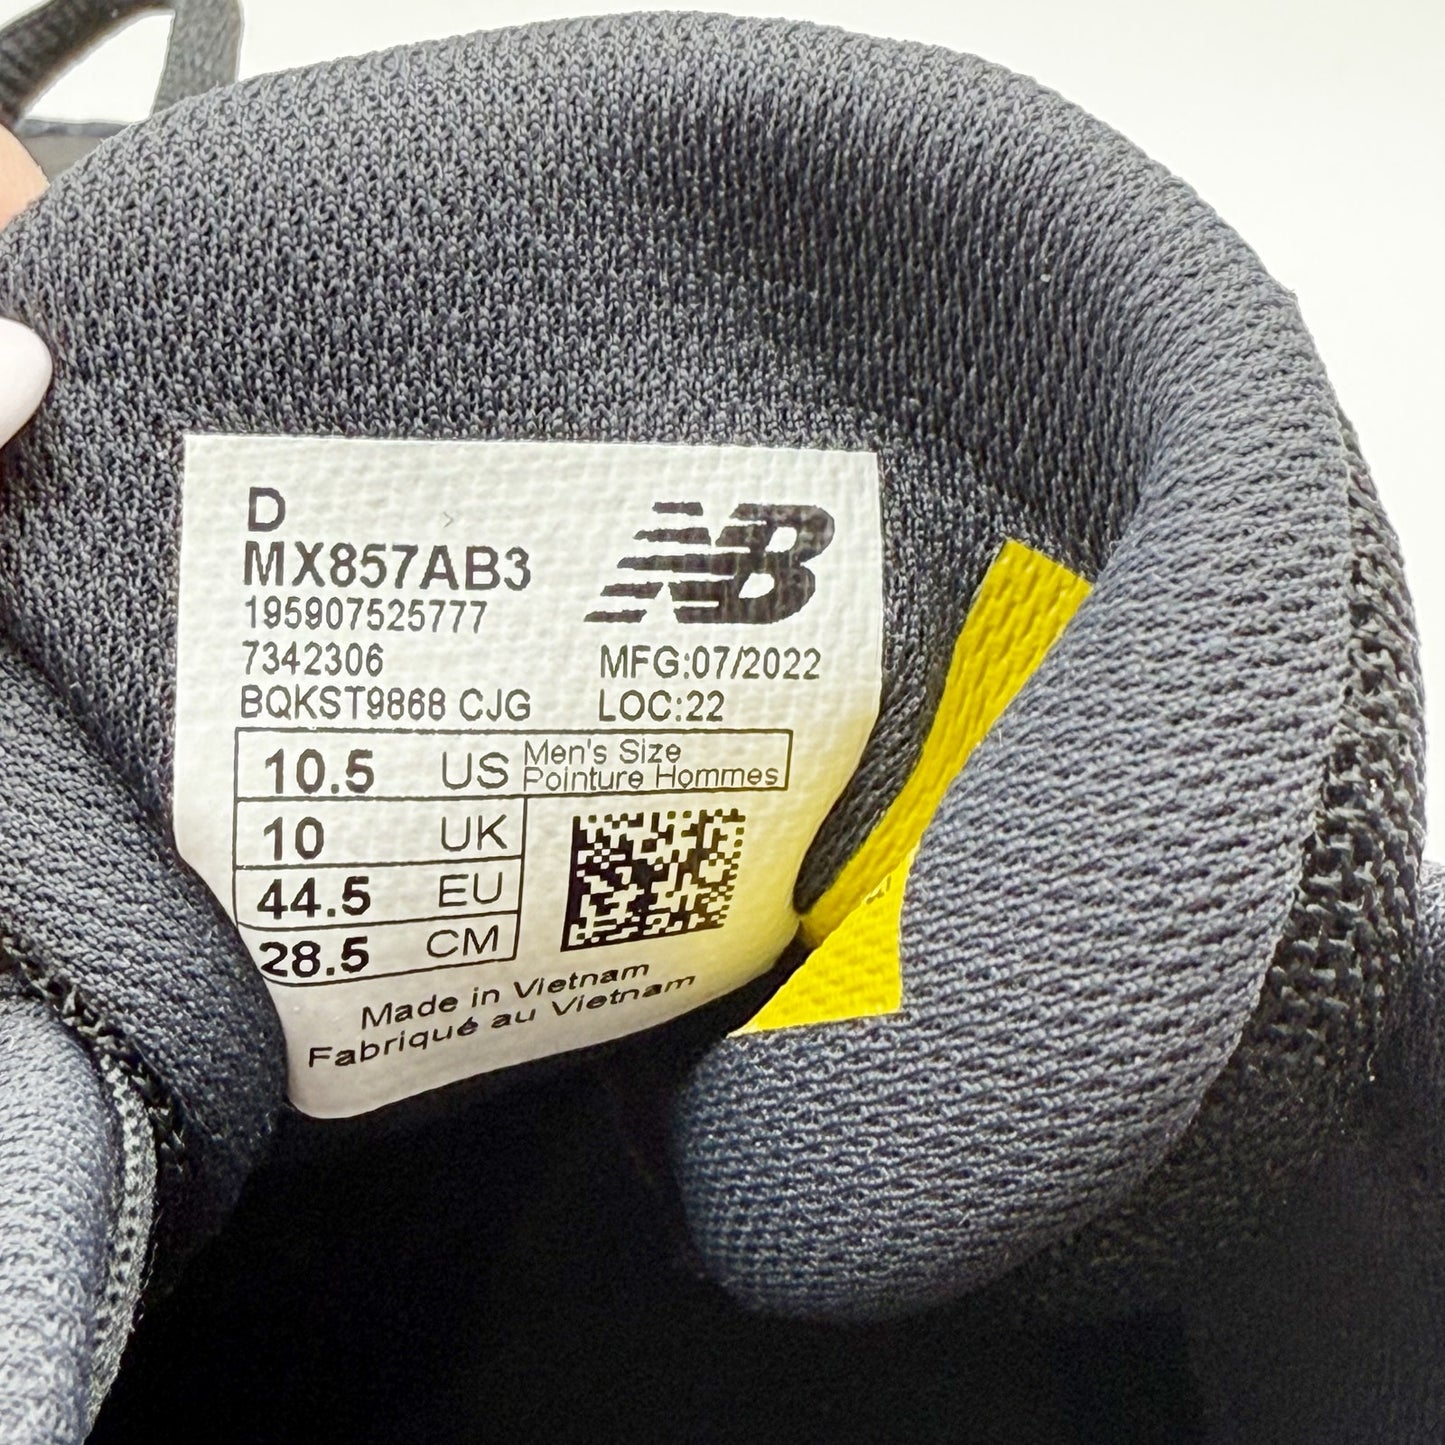 D
MX857AB3
195907525777
7342306
BQKST9868 CJG
NB
MFG:07/2022
LOC:22
10.5 US Men's Size
Pointure Hommes
10 UK
44.5 EU
28.5 CM
Made in Vietnam
Fabriqué au Vietnam